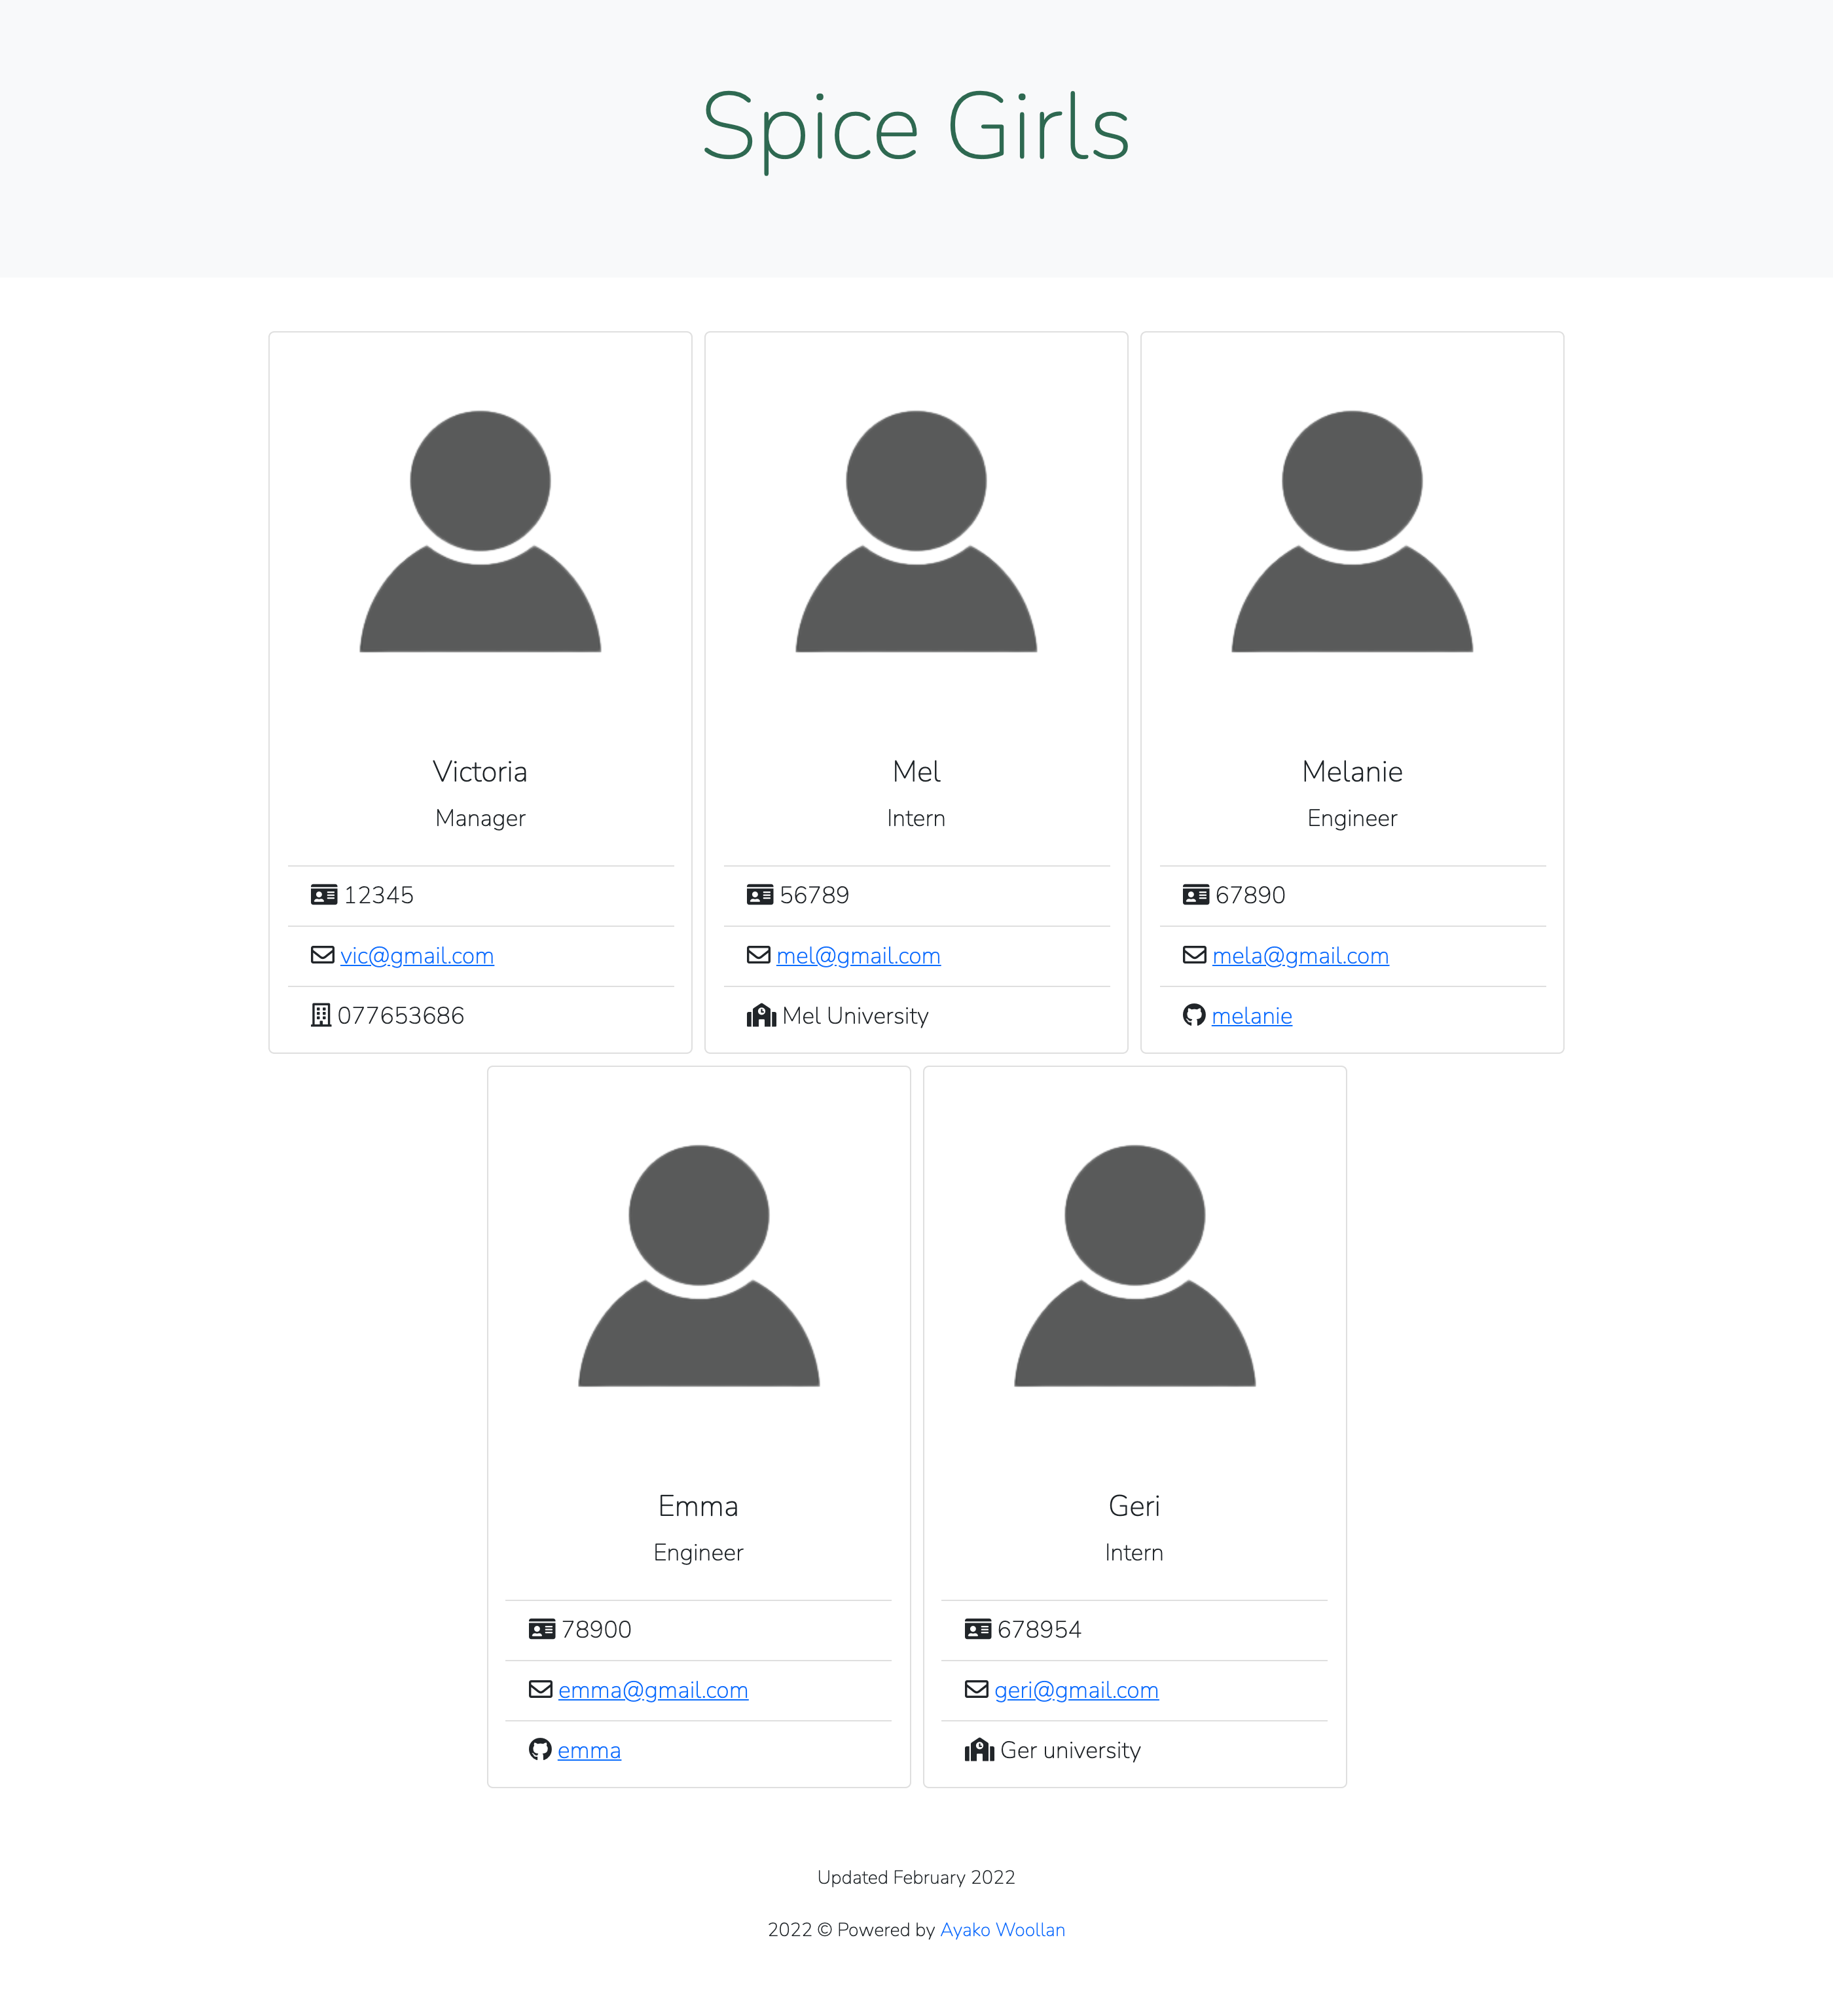 Spice Girls
Victoria
Manager
12345
vic@gmail.com
077653686
Mel
Intern
56789
mel@gmail.com
Mel University
Melanie
Engineer
67890
mela@gmail.com
melanie
Emma
Engineer
78900
emma@gmail.com
emma
Geri
Intern
678954
geri@gmail.com
Ger university
Updated February 2022
2022 © Powered by Ayako Woollan